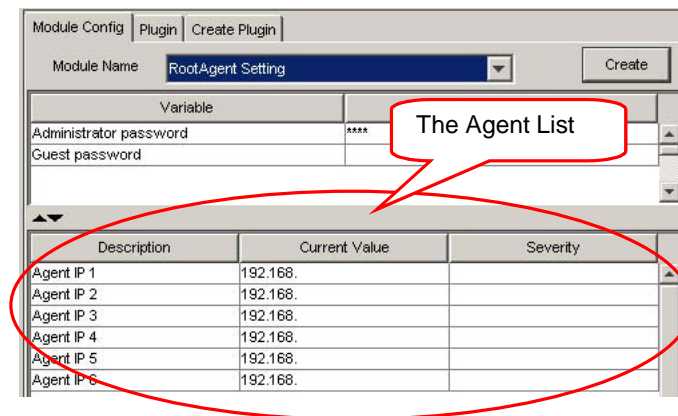 Module Config Plugin Create Plugin
Module Name RootAgent Setting Create
Variable
The Agent List
Administrator password ****
Guest password
Description Current Value Severity
Agent IP 1 192.168.
Agent IP 2 192.168.
Agent IP 3 192.168.
Agent IP 4 192.168.
Agent IP 5 192.168.
Agent IP 6 192.168.